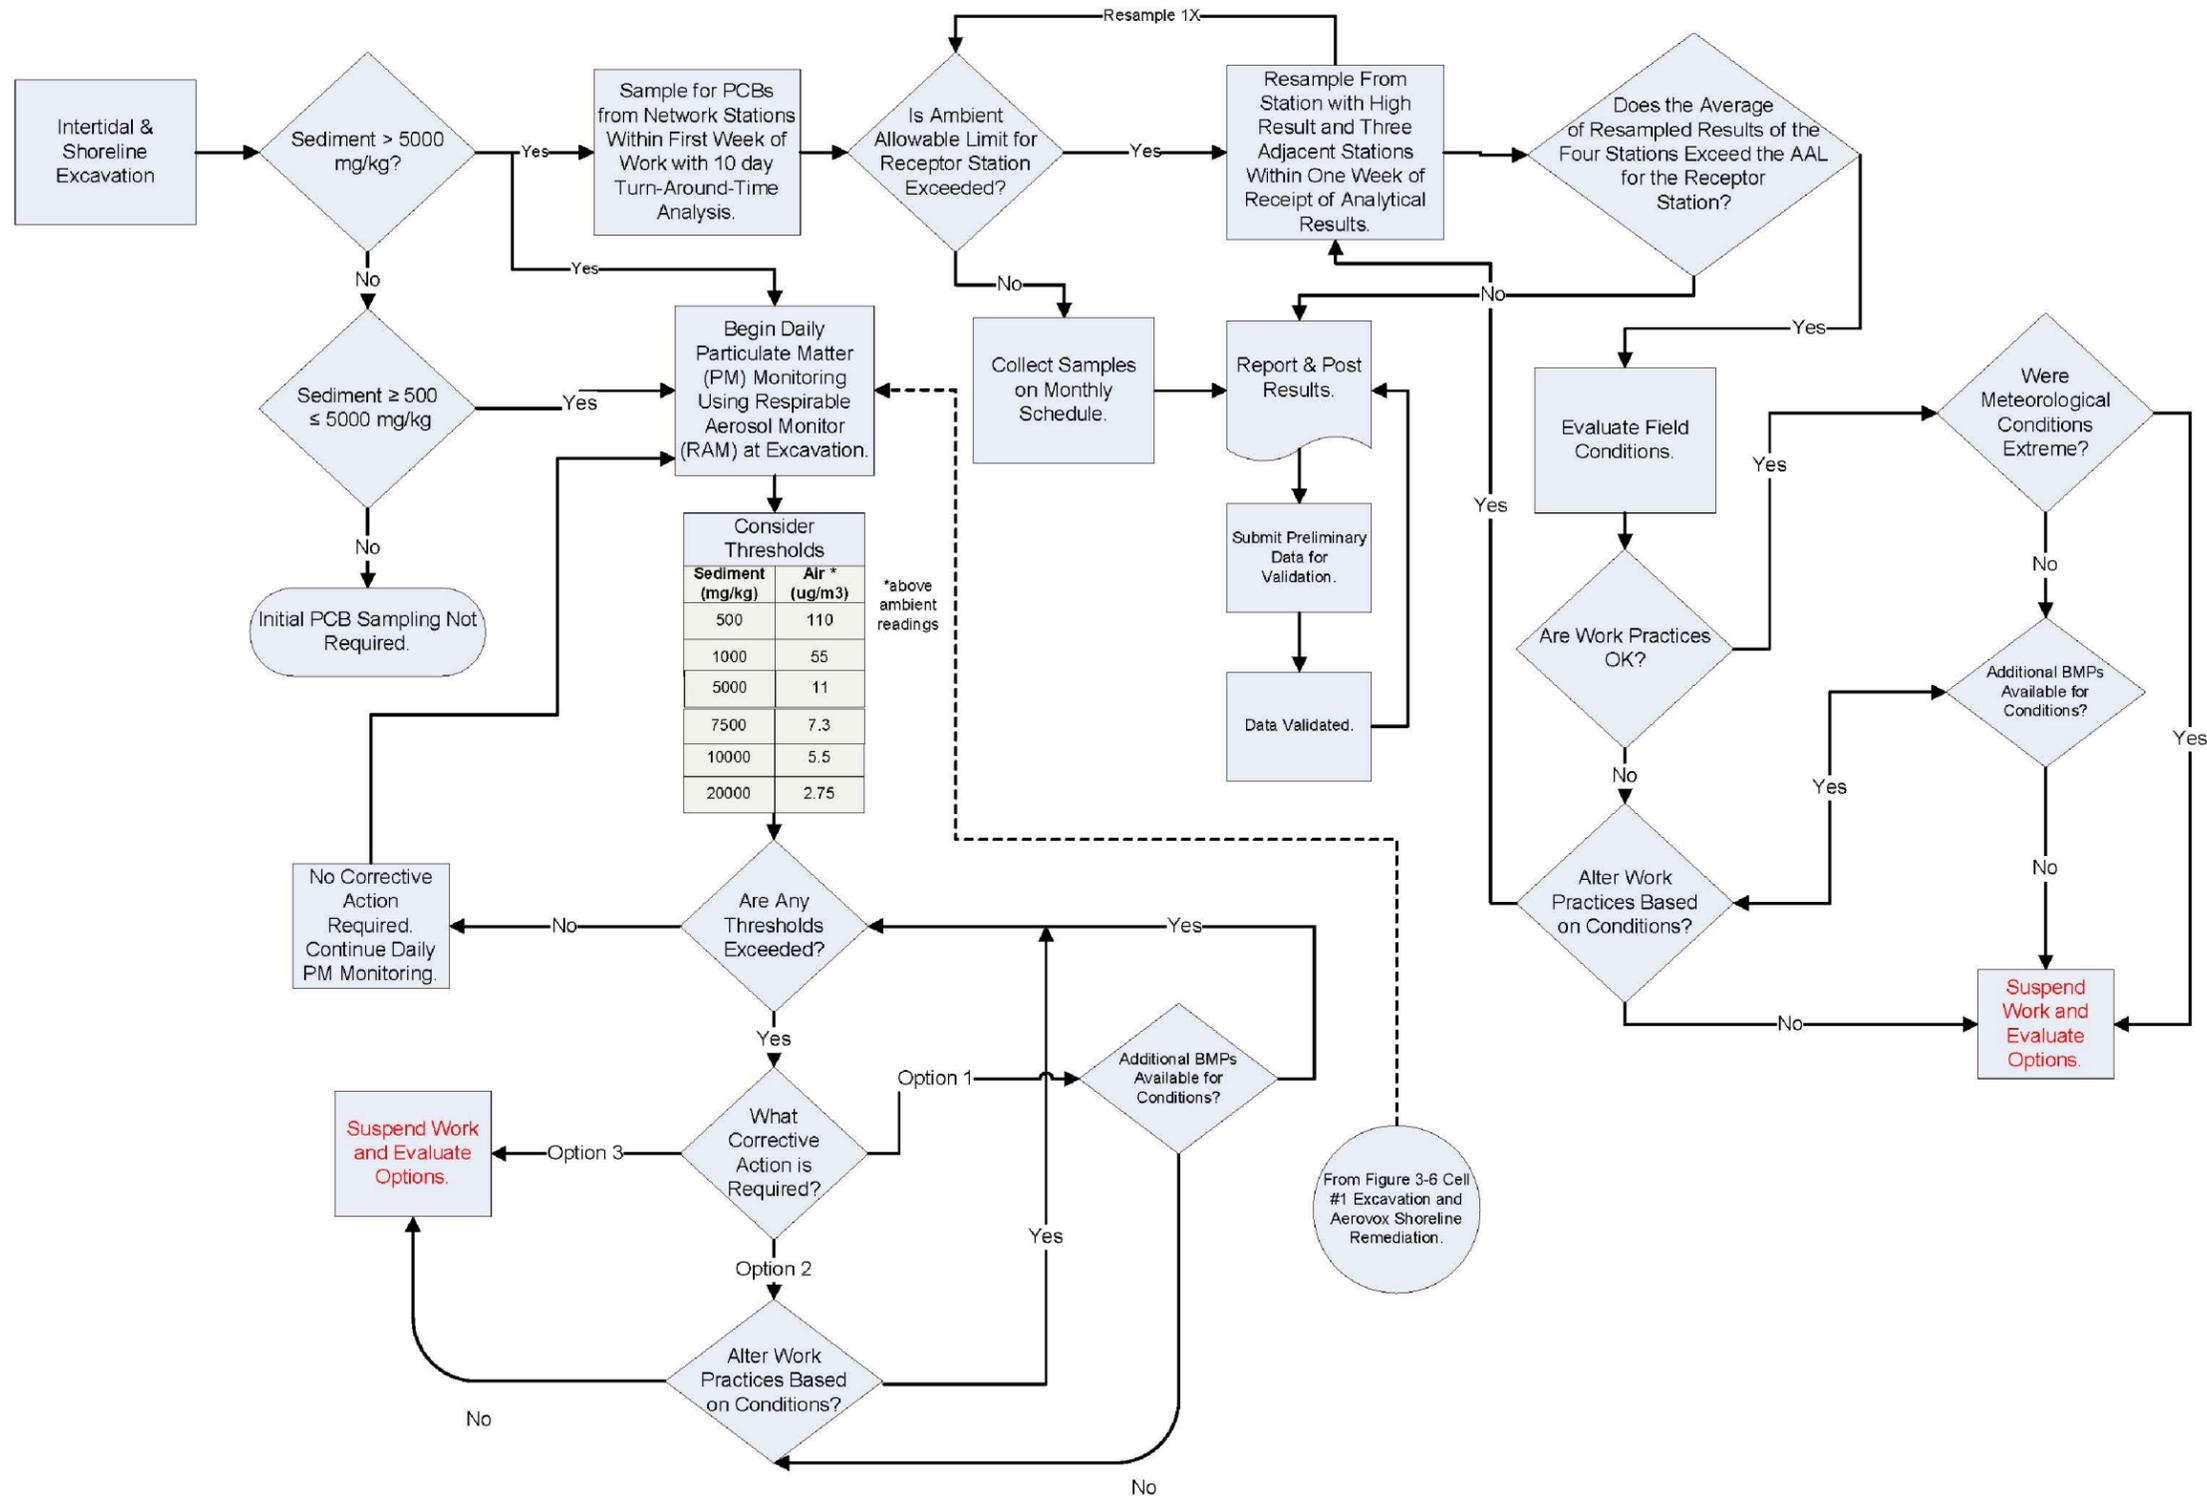 Resample 1X
Intertidal &
Shoreline
Excavation
Sediment > 5000
mg/kg?
Yes
Sample for PCBs
from Network Stations
Within First Week of
Work with 10 day
Turn-Around-Time
Analysis.
Is Ambient
Allowable Limit for
Receptor Station
Exceeded?
Yes
Resample From
Station with High
Result and Three
Adjacent Stations
Within One Week of
Receipt of Analytical
Results.
Does the Average
of Resampled Results of the
Four Stations Exceed the AAL
for the Receptor
Station?
No
Yes
No
No
Yes
Sediment ≥ 500
≤ 5000 mg/kg
Yes
No
Initial PCB Sampling Not
Required.
Begin Daily
Particulate Matter
(PM) Monitoring
Using Respirable
Aerosol Monitor
(RAM) at Excavation.
Consider
Thresholds
Sediment Air *
(mg/kg) (ug/m3)
500 110
1000 55
5000 11
7500 7.3
10000 5.5
20000 2.75
*above
ambient
readings
Collect Samples
on Monthly
Schedule.
Report & Post
Results.
Submit Preliminary
Data for
Validation.
Data Validated.
Yes
Evaluate Field
Conditions.
Are Work Practices
OK?
Yes
No
Were
Meteorological
Conditions
Extreme?
No
Yes
Additional BMPs
Available for
Conditions?
Yes
No
Alter Work
Practices Based
on Conditions?
No
Suspend
Work and
Evaluate
Options.
No Corrective
Action
Required.
Continue Daily
PM Monitoring.
No
Are Any
Thresholds
Exceeded?
Yes
Yes
What
Corrective
Action is
Required?
Option 1
Additional BMPs
Available for
Conditions?
Option 3
Suspend Work
and Evaluate
Options.
Option 2
Yes
Alter Work
Practices Based
on Conditions?
No
No
From Figure 3-6 Cell
#1 Excavation and
Aerovox Shoreline
Remediation.